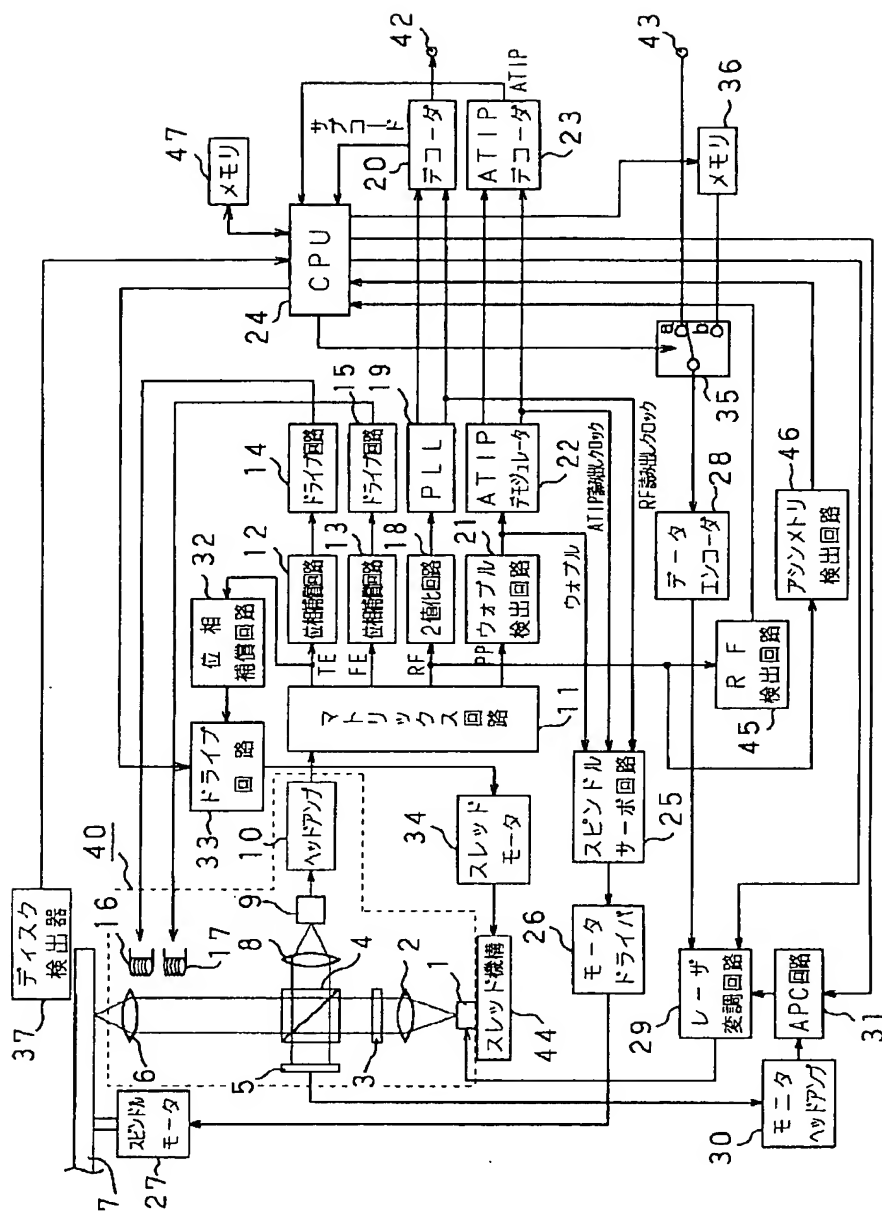 ディスク
検出器
37
40
16
17
6
5
8
9
4
3
2
1
7
スピンドル
モータ
27
ヘッドアンプ
10
ドライブ
回路
33
位相
補償回路
32
マトリックス回路
11
TE
FE
RF
PP
位相補償回路
12
位相補償回路
13
2値化回路
18
ウォブル
検出回路
21
ドライブ回路
14
ドライブ回路
15
PLL
19
ATIP
デモジュレータ
22
CPU
24
メモリ
47
サブコード
デコーダ
20
ATIP
デコーダ
23
ATIP
42
43
メモリ
36
a
b
35
ウォブル
ATIP読み出しクロック
RF読み出しクロック
スレッド
モータ
34
スレッド機構
44
スピンドル
サーボ回路
25
モータ
ドライバ
26
データ
エンコーダ
28
アシンメトリ
検出回路
46
RF
検出回路
45
レーザ
変調回路
29
APC回路
31
モニタ
ヘッドアンプ
30